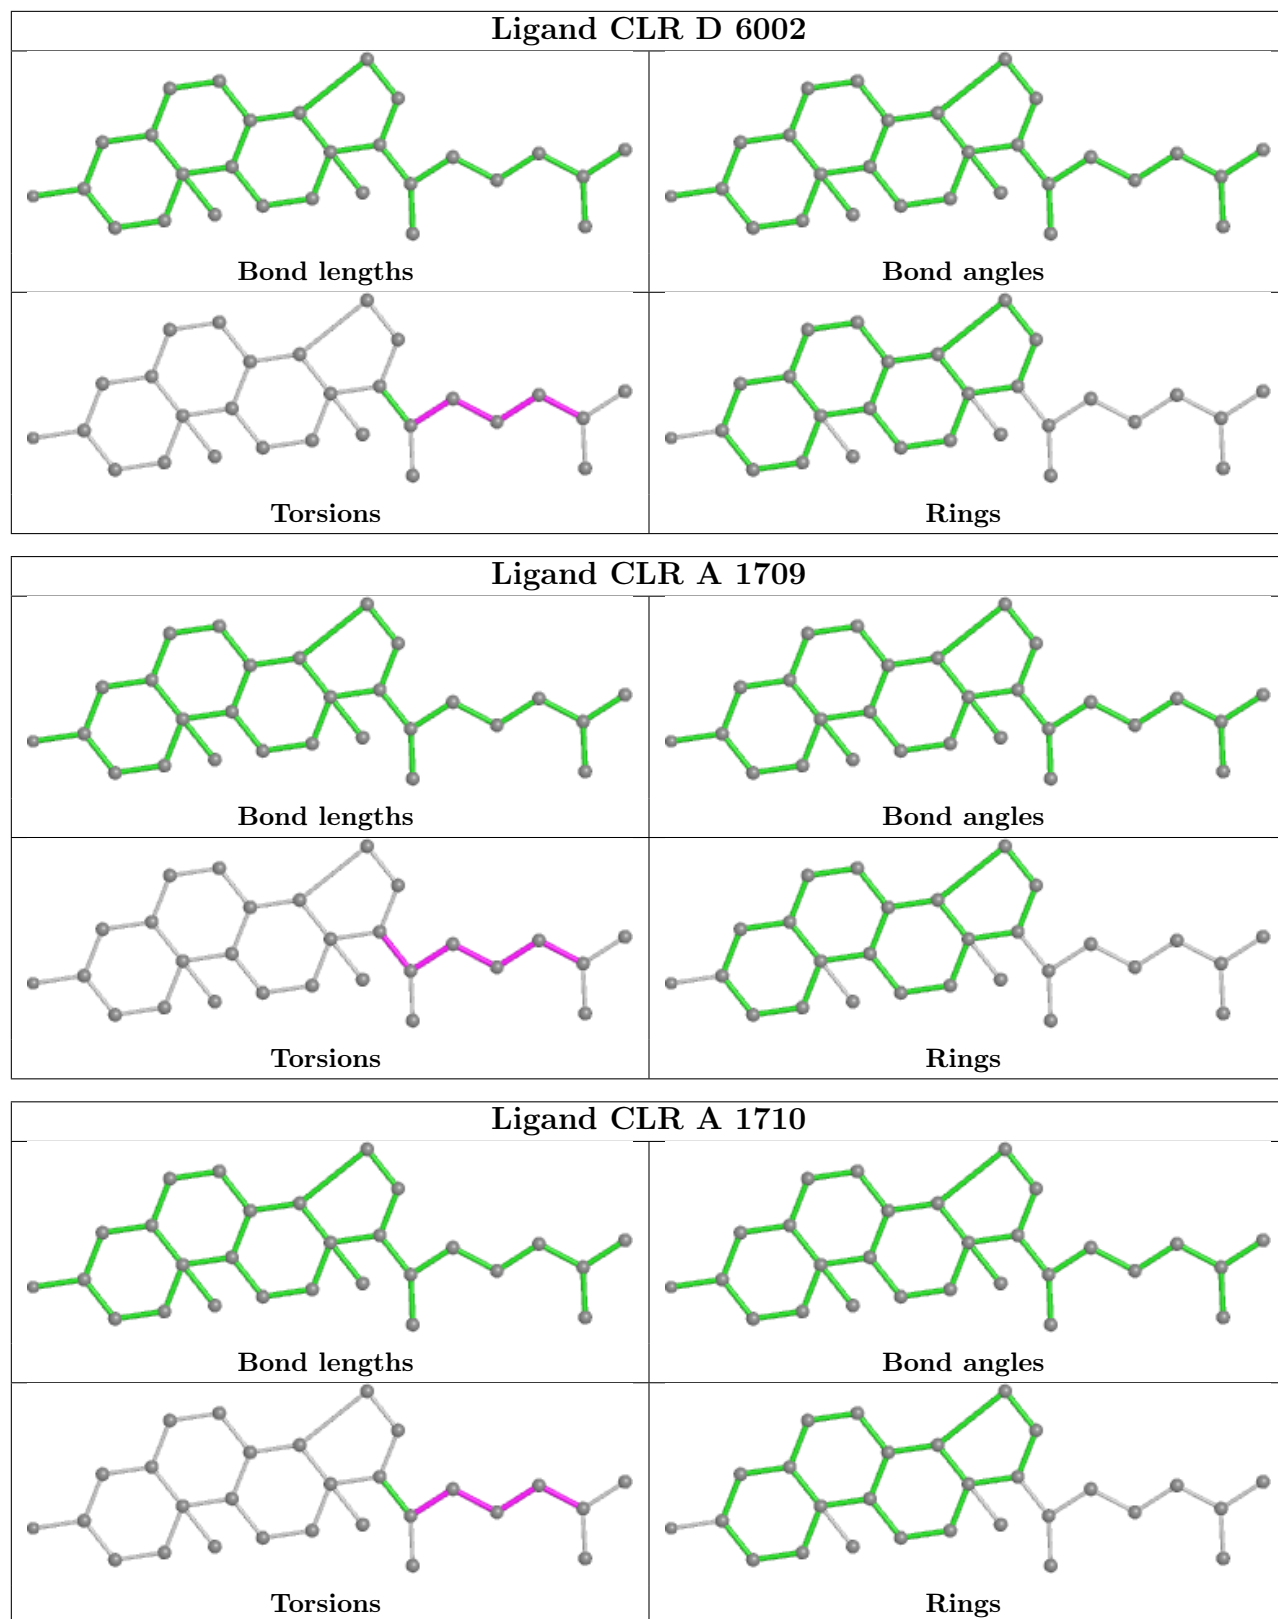 Ligand CLR D 6002
Bond lengths
Bond angles
Torsions
Rings
Ligand CLR A 1709
Bond lengths
Bond angles
Torsions
Rings
Ligand CLR A 1710
Bond lengths
Bond angles
Torsions
Rings